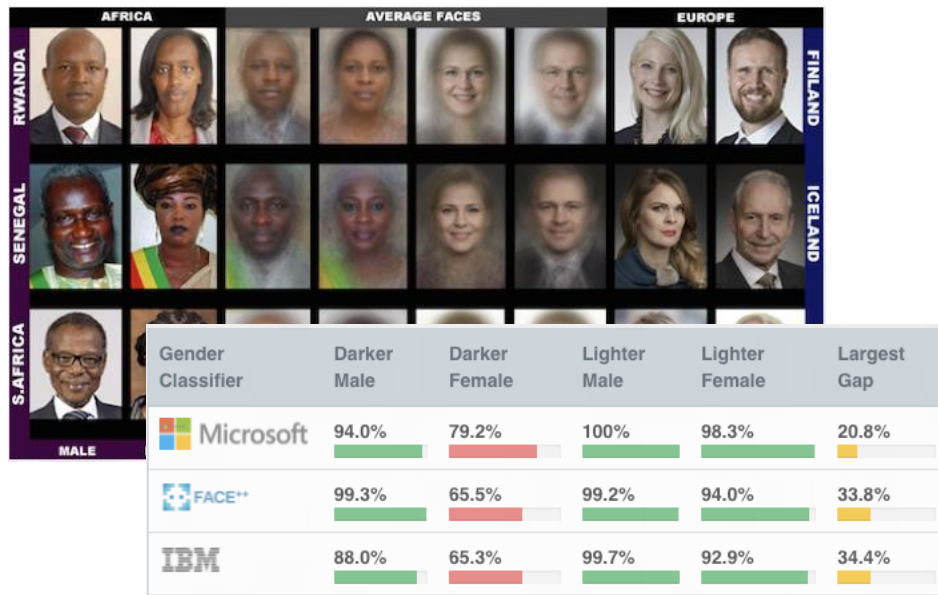 AFRICA AVERAGE FACES EUROPE
RWANDA
FINLAND
SENEGAL
ICELAND
S.AFRICA
MALE
Gender Classifier Darker Male Darker Female Lighter Male Lighter Female Largest Gap
Microsoft 94.0% 79.2% 100% 98.3% 20.8%
FACE++ 99.3% 65.5% 99.2% 94.0% 33.8%
IBM 88.0% 65.3% 99.7% 92.9% 34.4%